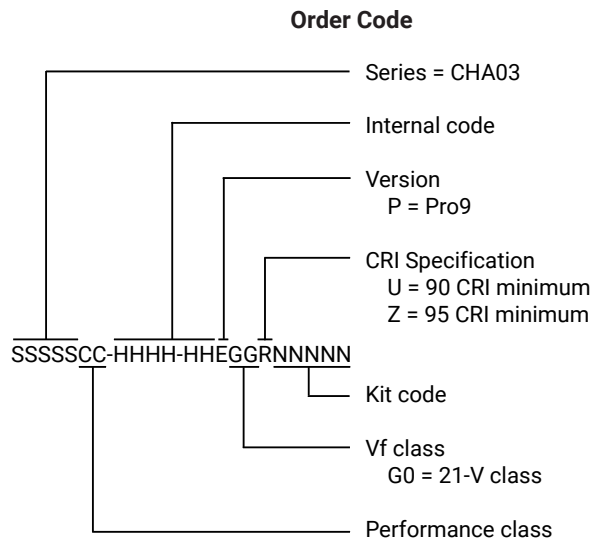 Order Code
Series = CHA03
Internal code
Version
P = Pro9
CRI Specification
U = 90 CRI minimum
Z = 95 CRI minimum
SSSSSCC-HHHH-HHEGGRNNNNN
Kit code
Vf class
G0 = 21-V class
Performance class